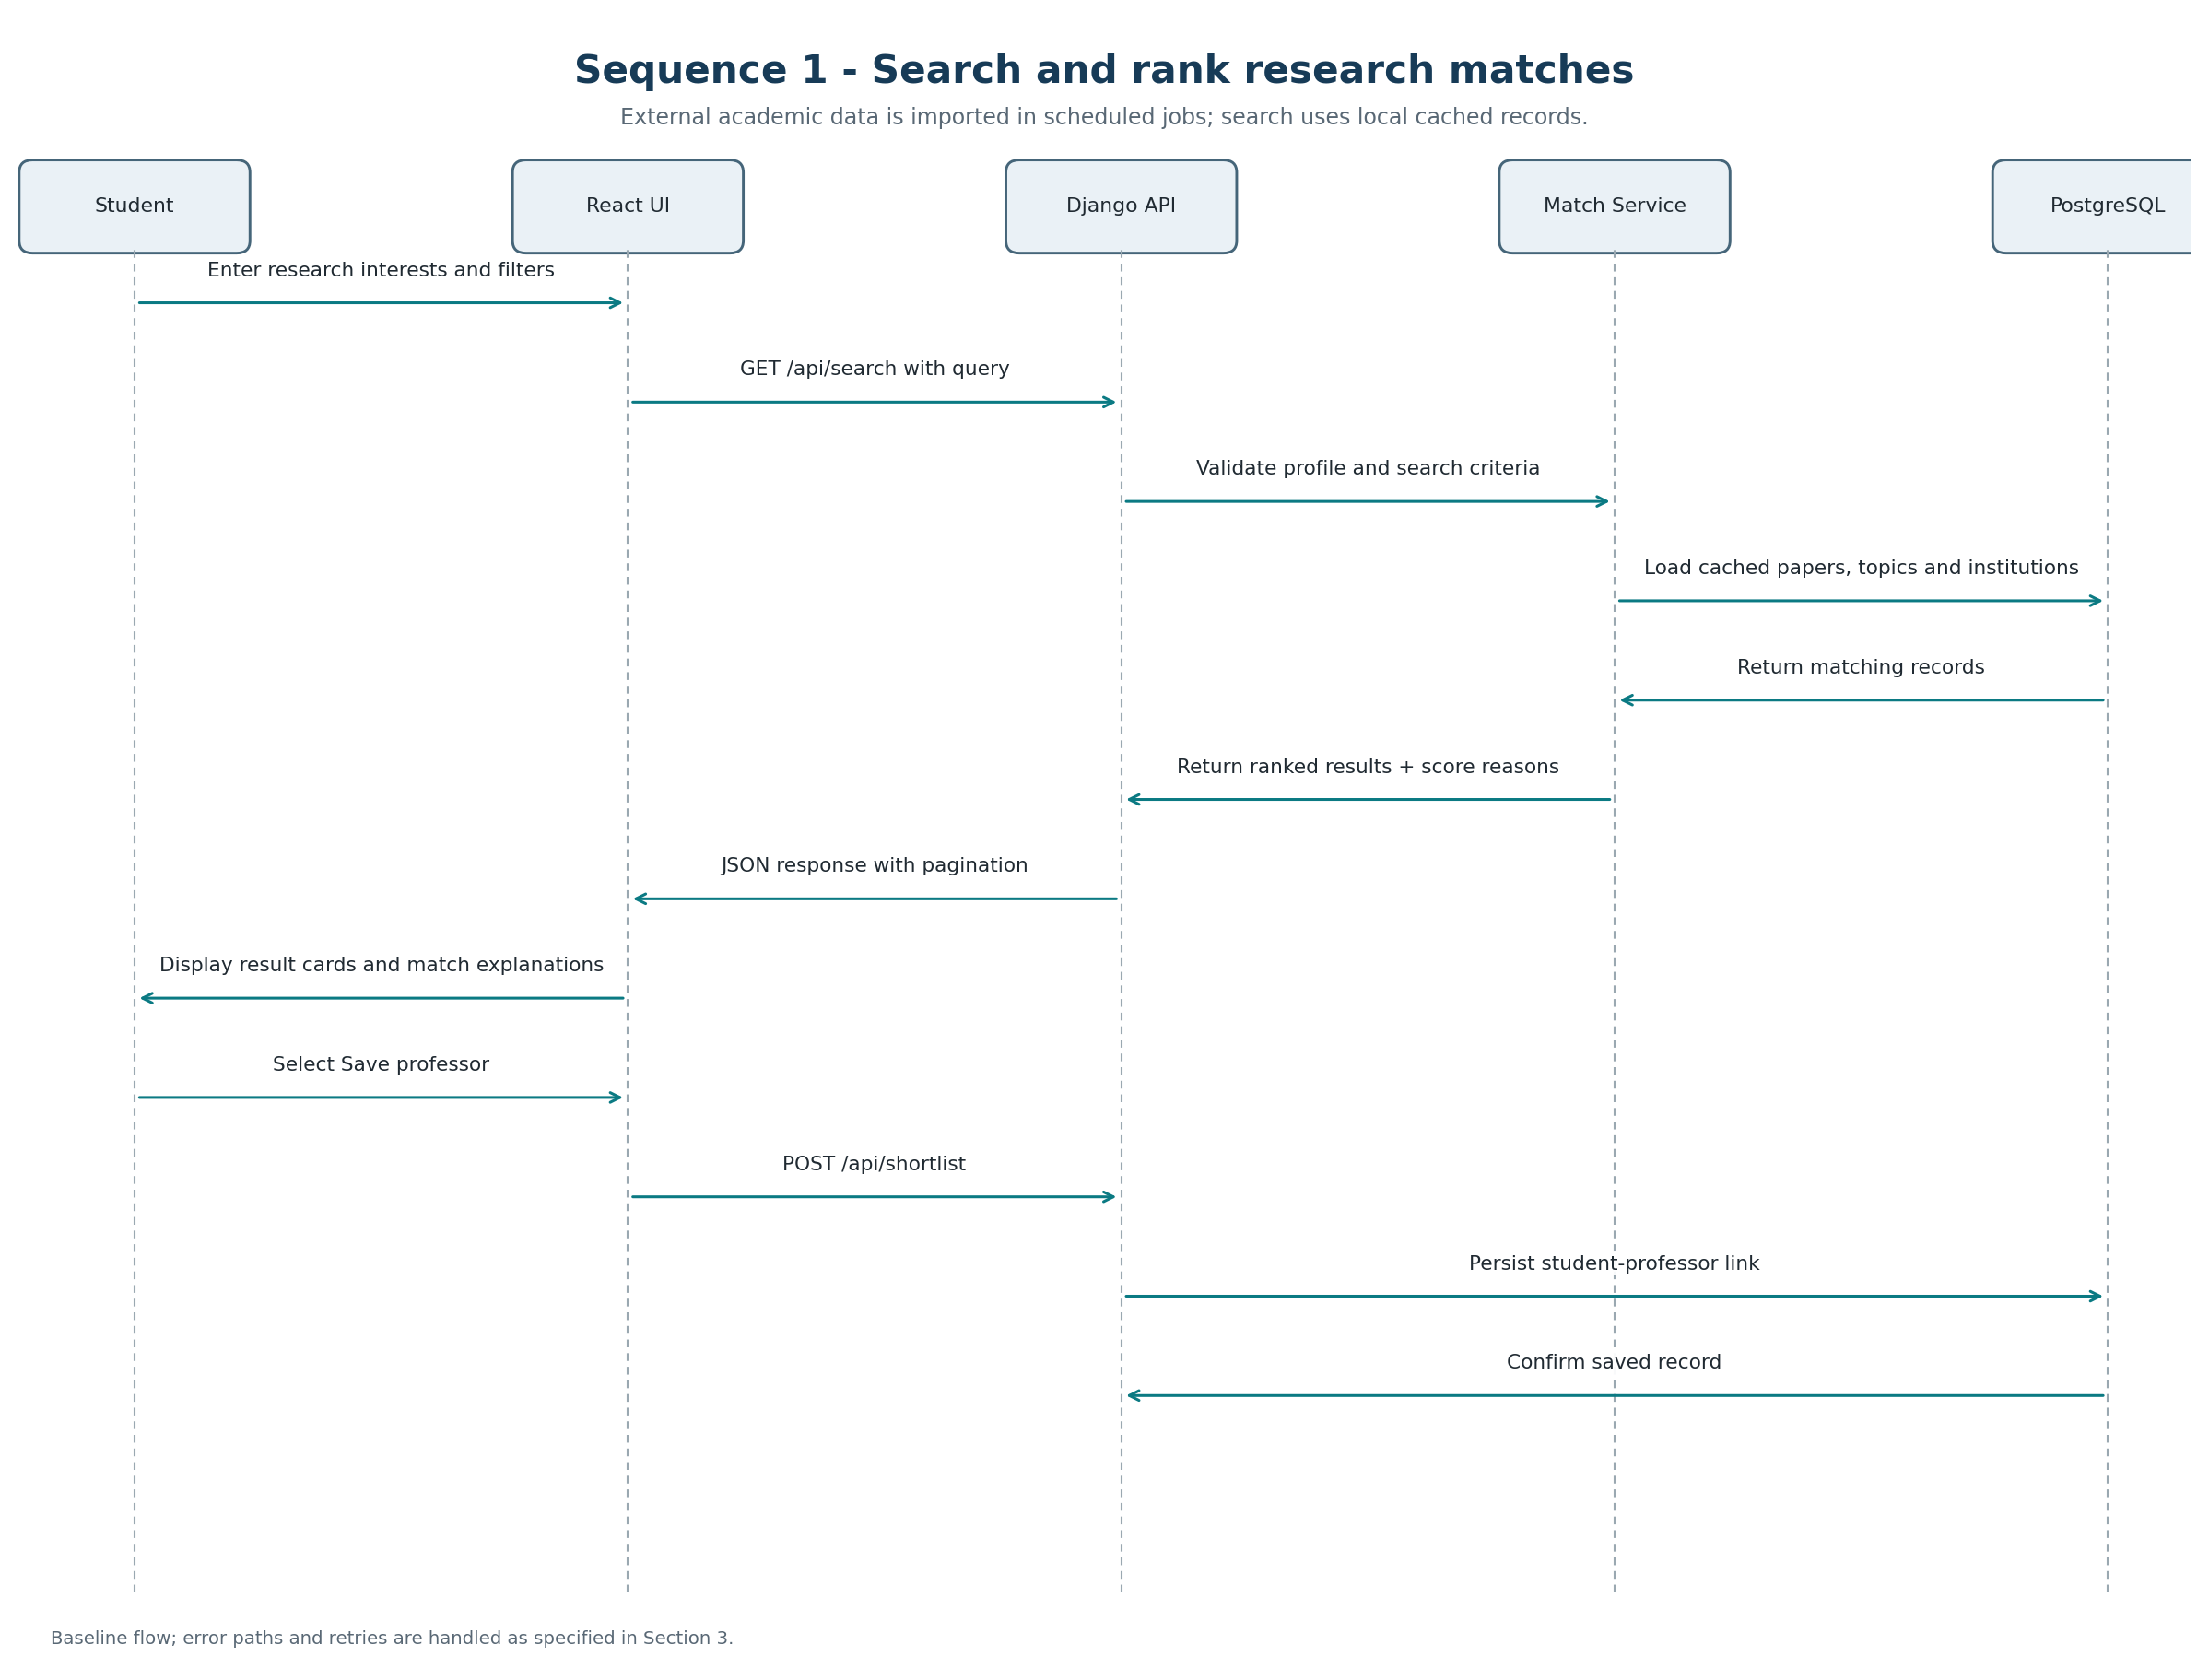 Sequence 1 - Search and rank research matches
External academic data is imported in scheduled jobs; search uses local cached records.
Student
React UI
Django API
Match Service
PostgreSQL
Enter research interests and filters
GET /api/search with query
Validate profile and search criteria
Load cached papers, topics and institutions
Return matching records
Return ranked results + score reasons
JSON response with pagination
Display result cards and match explanations
Select Save professor
POST /api/shortlist
Persist student-professor link
Confirm saved record
Baseline flow; error paths and retries are handled as specified in Section 3.